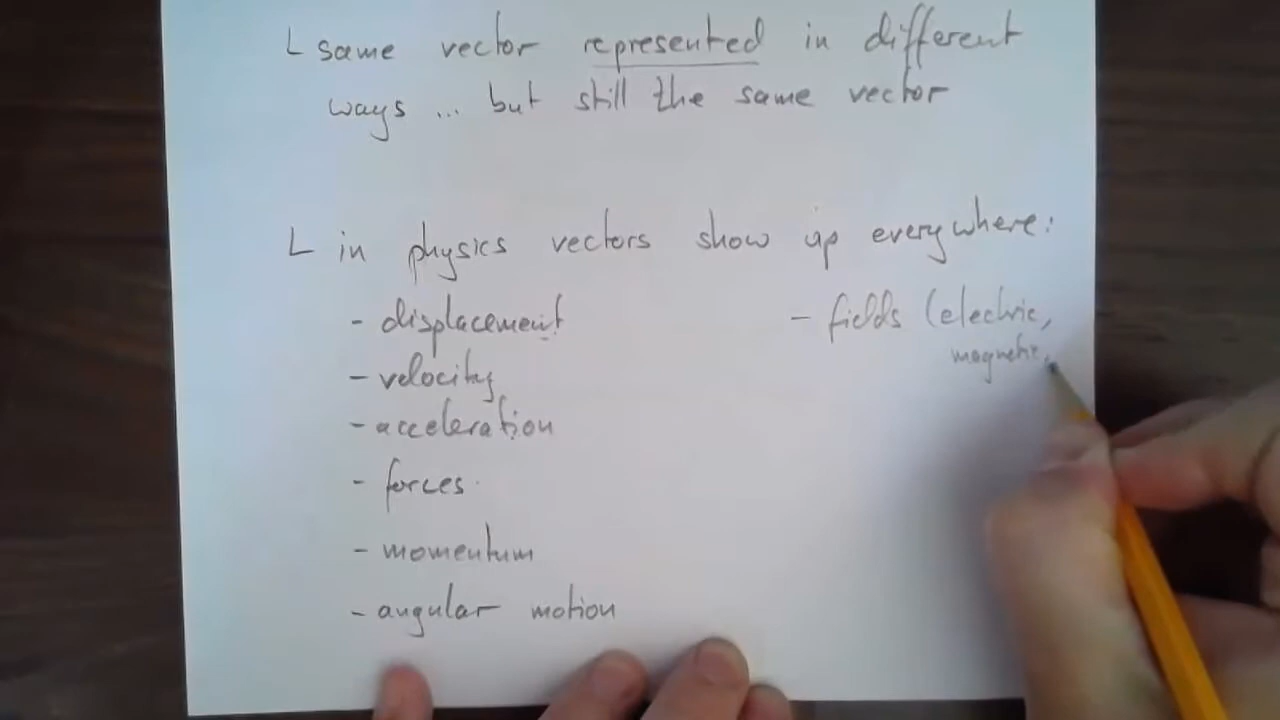 └ same vector represented in different
ways ... but still the same vector
└ in physics vectors show up everywhere:
- displacement
- velocity
- acceleration
- forces
- momentum
- angular motion
- fields (electric,
magnetic,